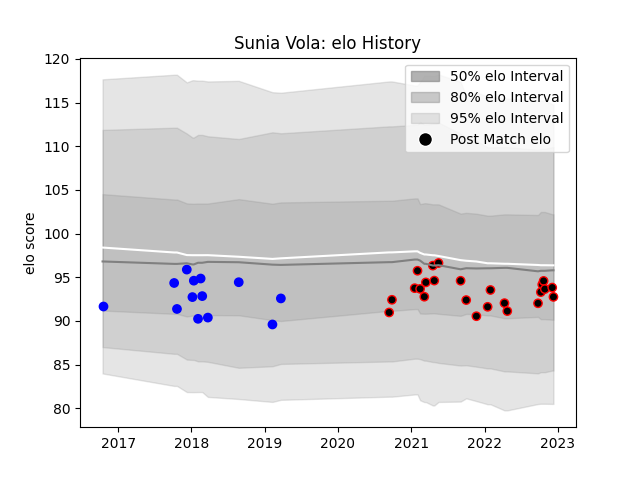 Sunia Vola: elo History
120
115
110
105
100
95
90
85
80
elo score
50% elo Interval
80% elo Interval
95% elo Interval
Post Match elo
2017 2018 2019 2020 2021 2022 2023